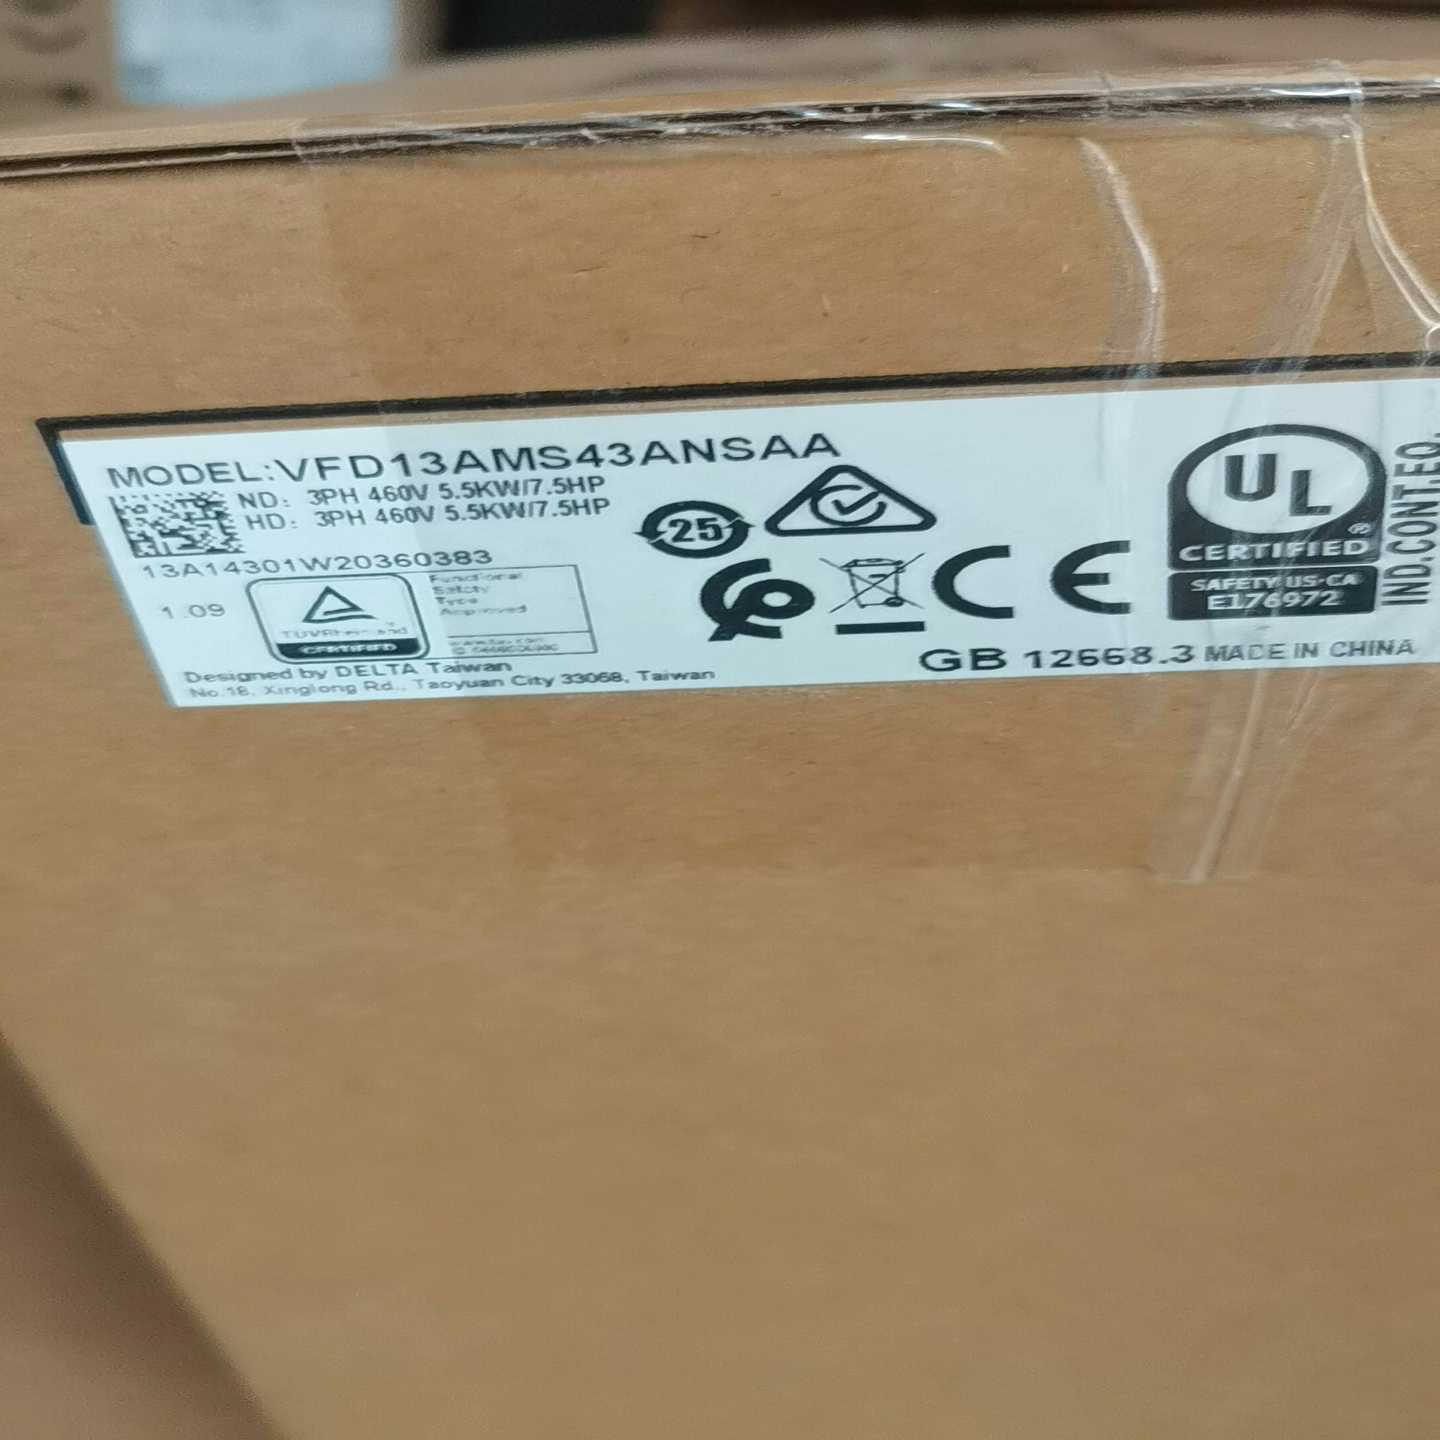 MODEL:VFD13AMS43ANSAA
ND: 3PH 460V 5.5KW/7.5HP
HD: 3PH 460V 5.5KW/7.5HP
13A14301W20360383
1.09
TÜVRheinland
CERTIFIED
Functional
Safety
Type
Approved
Designed by DELTA Taiwan
No.18, Xinglong Rd., Taoyuan City 33068, Taiwan
25
CE
GB 12668.3 MADE IN CHINA
UL
®
CERTIFIED
SAFETY US-CA
E176972
IND.CONT.EQ.